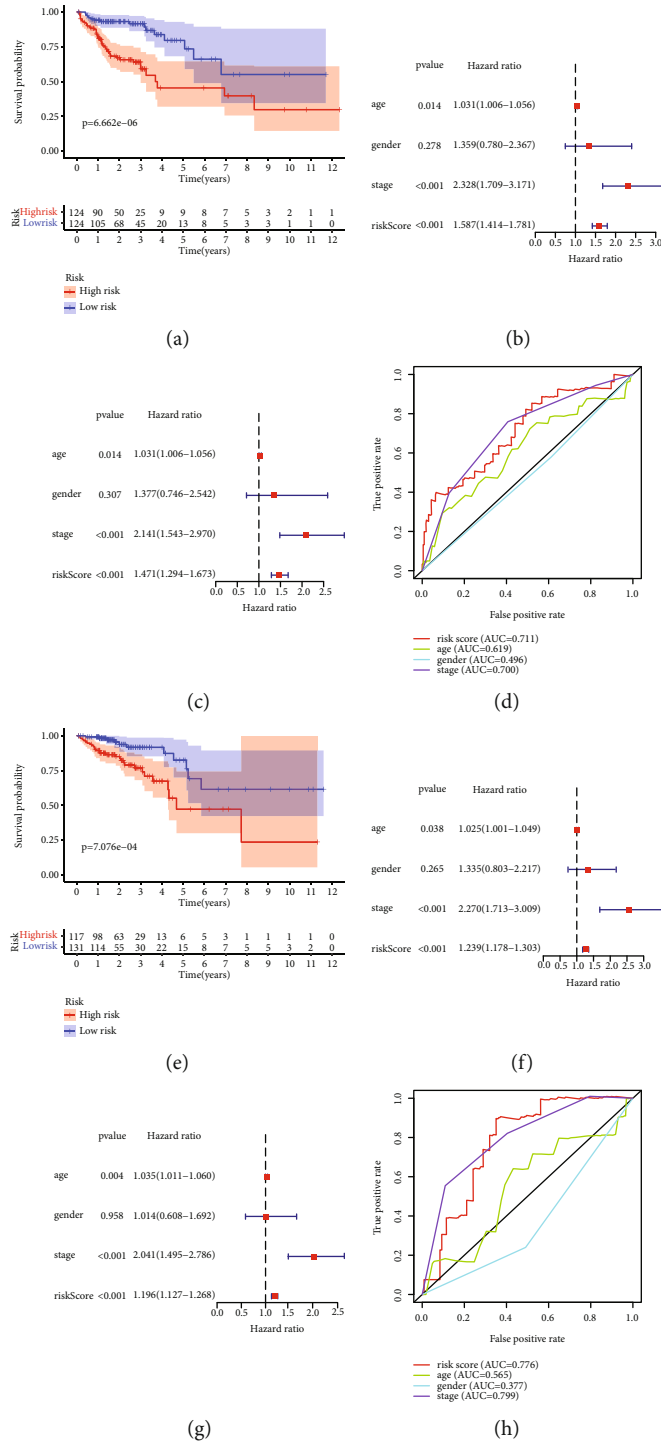 1.00
0.75
0.50
0.25
0.00
Survival probability
p=6.662e−06
0 1 2 3 4 5 6 7 8 9 10 11 12
Time(years)
Risk
Highrisk 124 90 50 25 9 9 8 7 5 3 2 1 1
Lowrisk 124 105 68 45 20 13 8 5 3 3 1 1 0
0 1 2 3 4 5 6 7 8 9 10 11 12
Time(years)
Risk
High risk
Low risk
(a)
pvalue Hazard ratio
age 0.014 1.031(1.006−1.056)
gender 0.278 1.359(0.780−2.367)
stage <0.001 2.328(1.709−3.171)
riskScore <0.001 1.587(1.414−1.781)
0.0 0.5 1.0 1.5 2.0 2.5 3.0
Hazard ratio
(b)
pvalue Hazard ratio
age 0.014 1.031(1.006−1.056)
gender 0.307 1.377(0.746−2.542)
stage <0.001 2.141(1.543−2.970)
riskScore <0.001 1.471(1.294−1.673)
0.0 0.5 1.0 1.5 2.0 2.5
Hazard ratio
(c)
1.0
0.8
0.6
0.4
0.2
0.0
True positive rate
0.0 0.2 0.4 0.6 0.8 1.0
False positive rate
risk score (AUC=0.711)
age (AUC=0.619)
gender (AUC=0.496)
stage (AUC=0.700)
(d)
1.00
0.75
0.50
0.25
0.00
Survival probability
p=7.076e−04
0 1 2 3 4 5 6 7 8 9 10 11 12
Time(years)
Risk
Highrisk 117 98 63 29 13 6 5 3 1 1 1 1 0
Lowrisk 131 114 55 30 22 15 8 7 5 5 3 2 0
0 1 2 3 4 5 6 7 8 9 10 11 12
Time(years)
Risk
High risk
Low risk
(e)
pvalue Hazard ratio
age 0.038 1.025(1.001−1.049)
gender 0.265 1.335(0.803−2.217)
stage <0.001 2.270(1.713−3.009)
riskScore <0.001 1.239(1.178−1.303)
0.0 0.5 1.0 1.5 2.0 2.5 3.0
Hazard ratio
(f)
pvalue Hazard ratio
age 0.004 1.035(1.011−1.060)
gender 0.958 1.014(0.608−1.692)
stage <0.001 2.041(1.495−2.786)
riskScore <0.001 1.196(1.127−1.268)
0.0 0.5 1.0 1.5 2.0 2.5
Hazard ratio
(g)
1.0
0.8
0.6
0.4
0.2
0.0
True positive rate
0.0 0.2 0.4 0.6 0.8 1.0
False positive rate
risk score (AUC=0.776)
age (AUC=0.565)
gender (AUC=0.377)
stage (AUC=0.799)
(h)